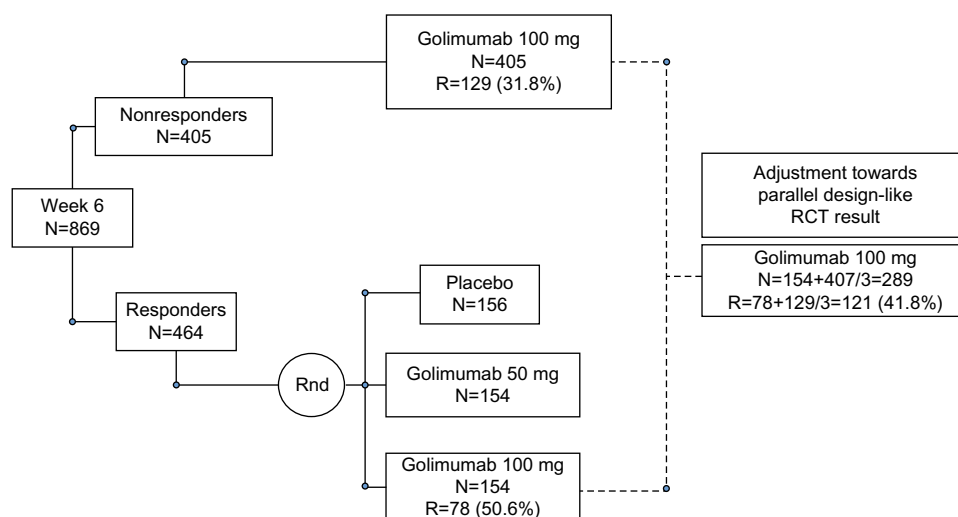 Golimumab 100 mg
N=405
R=129 (31.8%)
Nonresponders
N=405
Week 6
N=869
Responders
N=464
Rnd
Placebo
N=156
Golimumab 50 mg
N=154
Golimumab 100 mg
N=154
R=78 (50.6%)
Adjustment towards
parallel design-like
RCT result
Golimumab 100 mg
N=154+407/3=289
R=78+129/3=121 (41.8%)